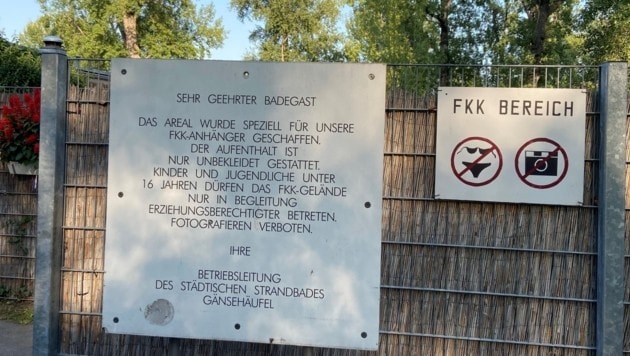 SEHR GEEHRTER BADEGAST
DAS AREAL WURDE SPEZIELL FÜR UNSERE
FKK-ANHÄNGER GESCHAFFEN.
DER AUFENTHALT IST
NUR UNBEKLEIDET GESTATTET.
KINDER UND JUGENDLICHE UNTER
16 JAHREN DÜRFEN DAS FKK-GELÄNDE
NUR IN BEGLEITUNG
ERZIEHUNGSBERECHTIGTER BETRETEN.
FOTOGRAFIEREN VERBOTEN.
IHRE
BETRIEBSLEITUNG
DES STÄDTISCHEN STRANDBADES
GÄNSEHÄUFEL
FKK BEREICH